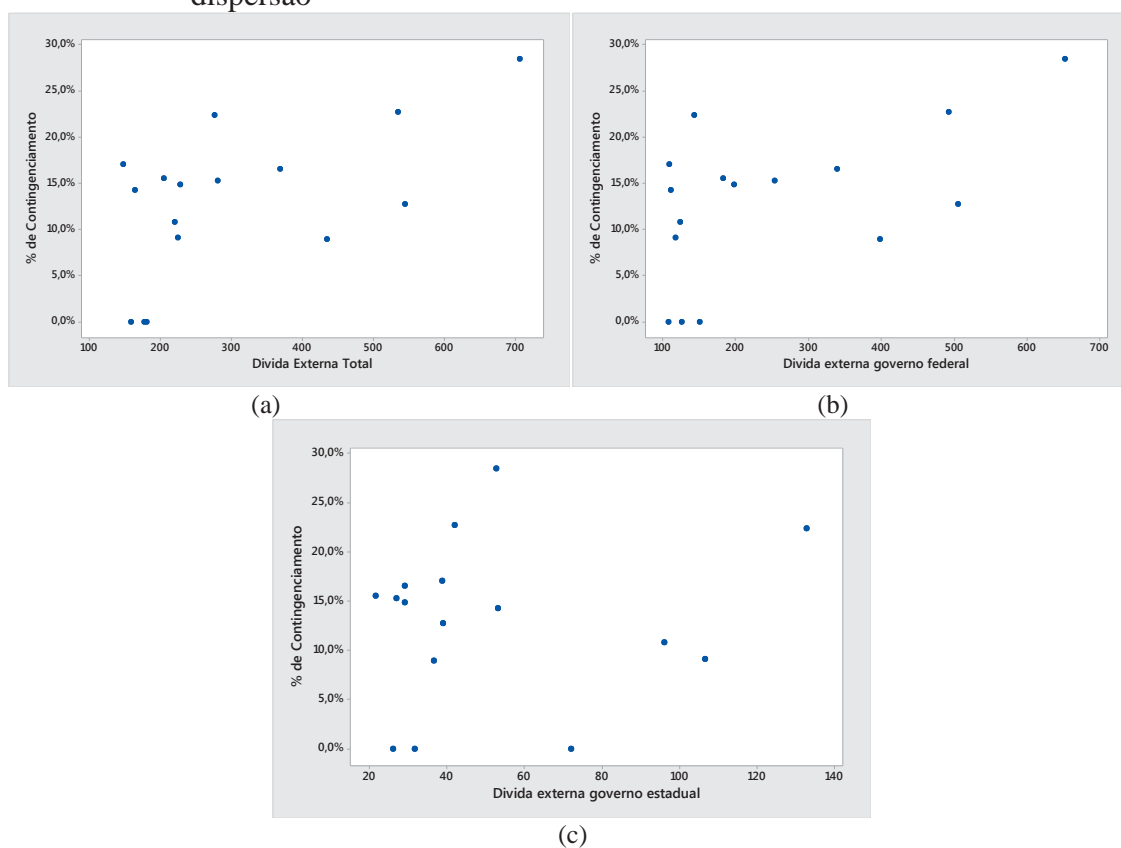 dispersão
30,0%
25,0%
20,0%
15,0%
10,0%
5,0%
0,0%
% de Contingenciamento
100 200 300 400 500 600 700
Divida Externa Total
(a)
30,0%
25,0%
20,0%
15,0%
10,0%
5,0%
0,0%
% de Contingenciamento
100 200 300 400 500 600 700
Divida externa governo federal
(b)
30,0%
25,0%
20,0%
15,0%
10,0%
5,0%
0,0%
% de Contingenciamento
20 40 60 80 100 120 140
Divida externa governo estadual
(c)